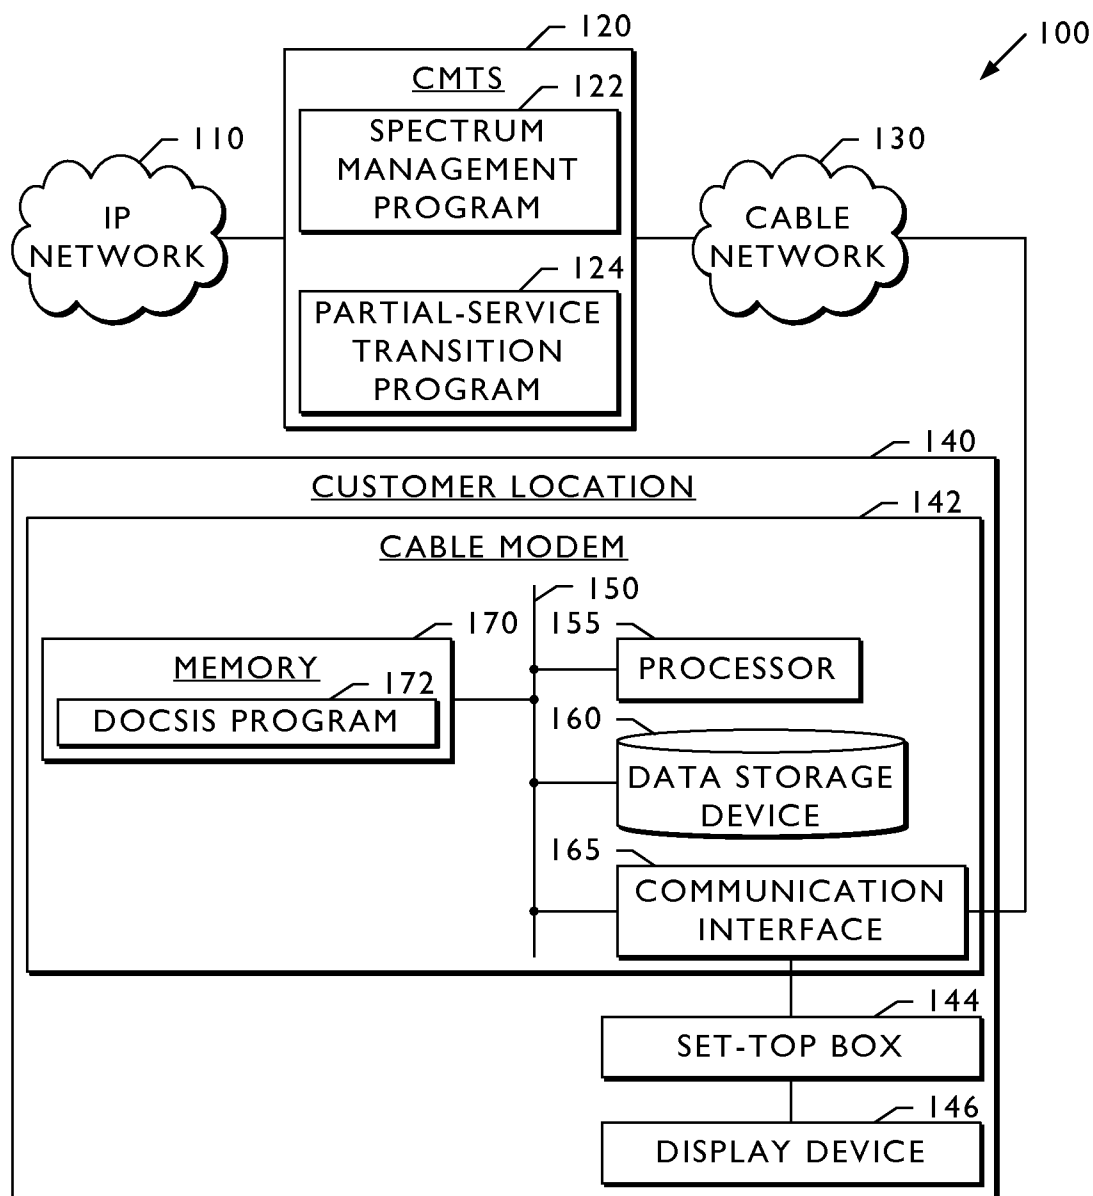 100
120
CMTS
122
SPECTRUM
MANAGEMENT
PROGRAM
110
IP
NETWORK
130
CABLE
NETWORK
124
PARTIAL-SERVICE
TRANSITION
PROGRAM
140
CUSTOMER LOCATION
142
CABLE MODEM
150
170
MEMORY
172
DOCSIS PROGRAM
155
PROCESSOR
160
DATA STORAGE
DEVICE
165
COMMUNICATION
INTERFACE
144
SET-TOP BOX
146
DISPLAY DEVICE